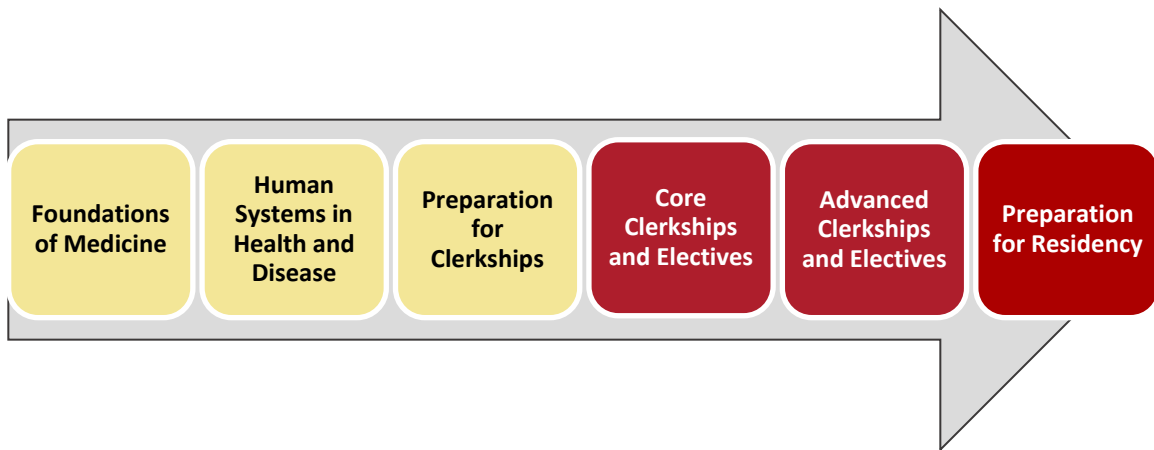 Foundations
of Medicine
Human
Systems in
Health and
Disease
Preparation
for
Clerkships
Core
Clerkships
and Electives
Advanced
Clerkships
and Electives
Preparation
for Residency